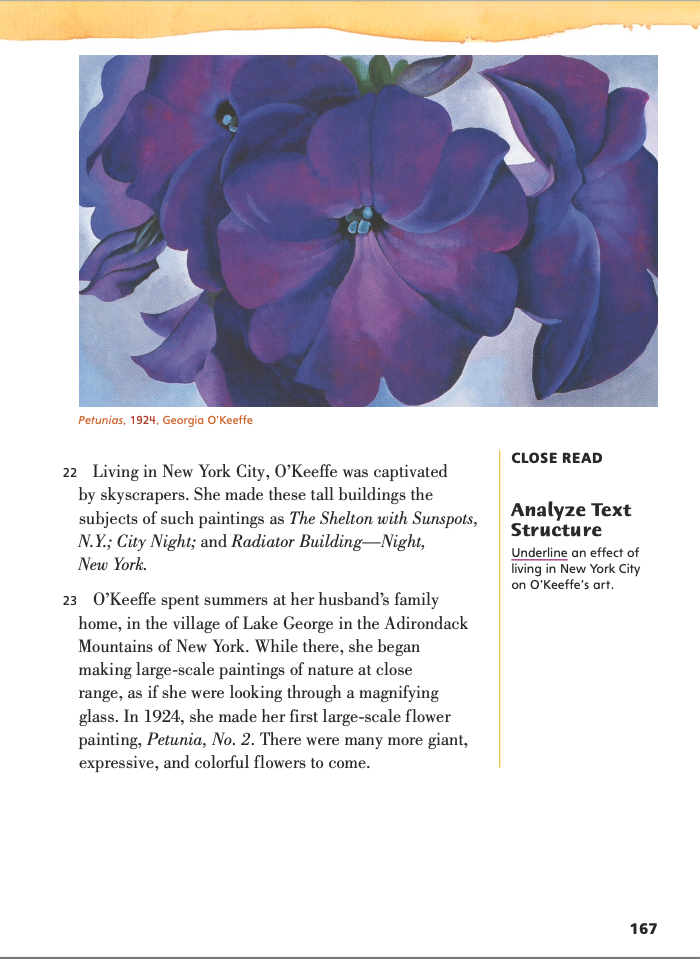 Petunias, 1924, Georgia O'Keeffe
22 Living in New York City, O'Keeffe was captivated
by skyscrapers. She made these tall buildings the
subjects of such paintings as The Shelton with Sunspots,
N.Y.; City Night; and Radiator Building—Night,
New York.
23 O'Keeffe spent summers at her husband's family
home, in the village of Lake George in the Adirondack
Mountains of New York. While there, she began
making large-scale paintings of nature at close
range, as if she were looking through a magnifying
glass. In 1924, she made her first large-scale flower
painting, Petunia, No. 2. There were many more giant,
expressive, and colorful flowers to come.
CLOSE READ
Analyze Text
Structure
Underline an effect of
living in New York City
on O'Keeffe's art.
167